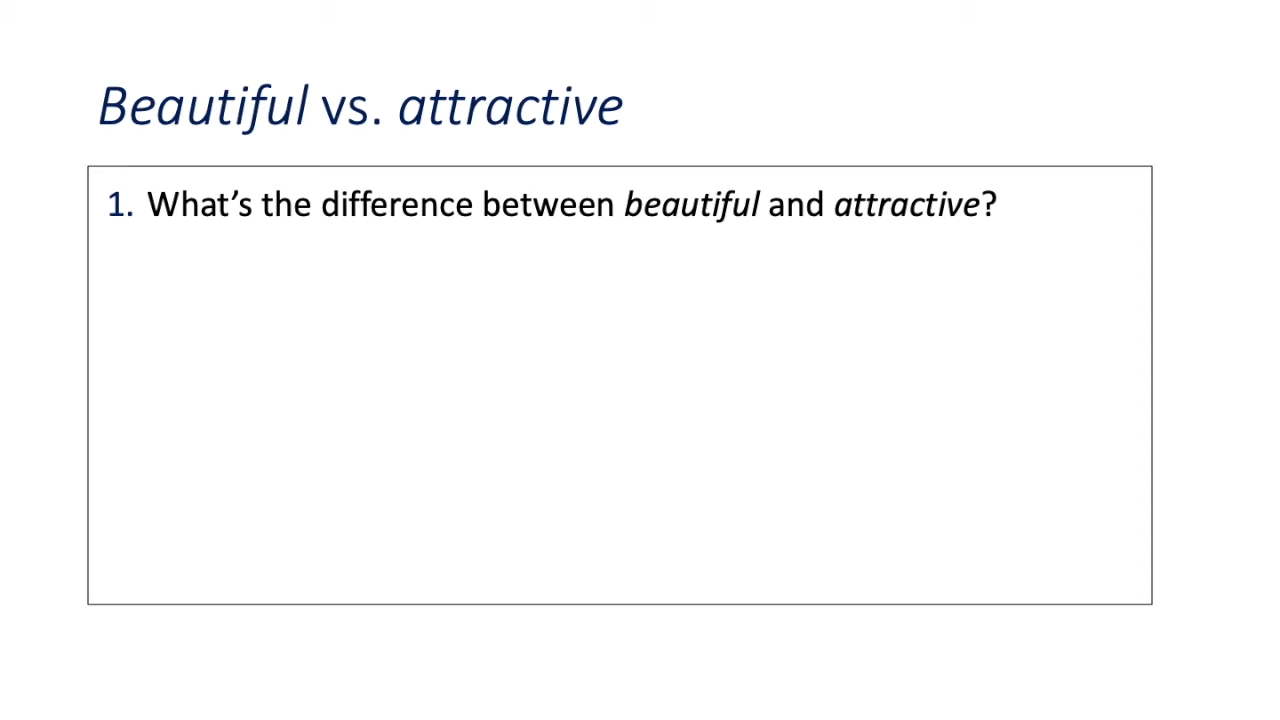 Beautiful vs. attractive
1. What’s the difference between beautiful and attractive?